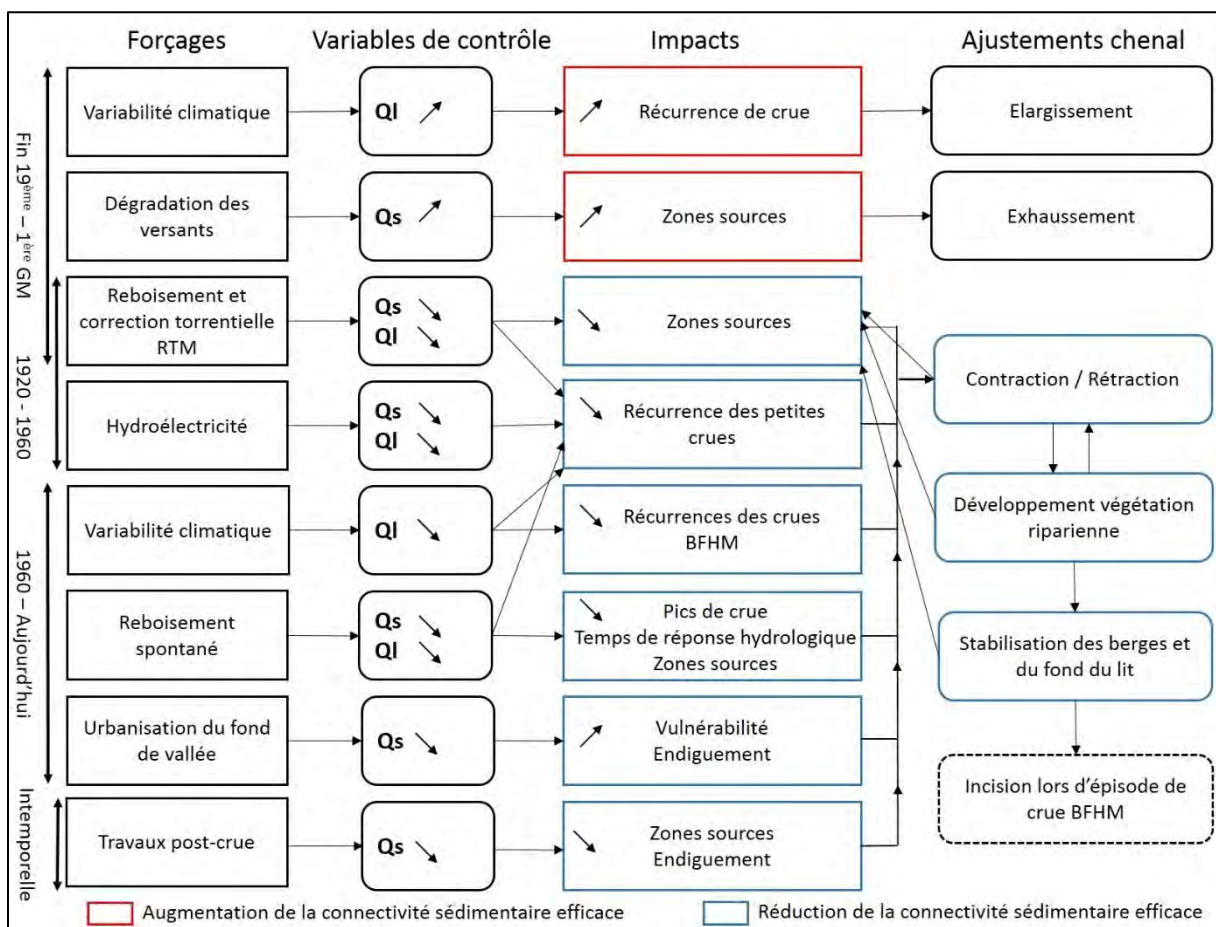 Forçages
Variables de contrôle
Impacts
Ajustements chenal
Fin 19ème – 1ère GM
1920 - 1960
1960 – Aujourd'hui
Intemporelle
Variabilité climatique
Ql
Récurrence de crue
Elargissement
Dégradation des
versants
Qs
Zones sources
Exhaussement
Reboisement et
correction torrentielle
RTM
Qs
Ql
Zones sources
Contraction / Rétraction
Hydroélectricité
Qs
Ql
Récurrence des petites
crues
Développement végétation
riparienne
Variabilité climatique
Ql
Récurrences des crues
BFHM
Reboisement
spontané
Qs
Ql
Pics de crue
Temps de réponse hydrologique
Zones sources
Stabilisation des berges et
du fond du lit
Urbanisation du fond
de vallée
Qs
Vulnérabilité
Endiguement
Incision lors d'épisode de
crue BFHM
Travaux post-crue
Qs
Zones sources
Endiguement
Augmentation de la connectivité sédimentaire efficace
Réduction de la connectivité sédimentaire efficace